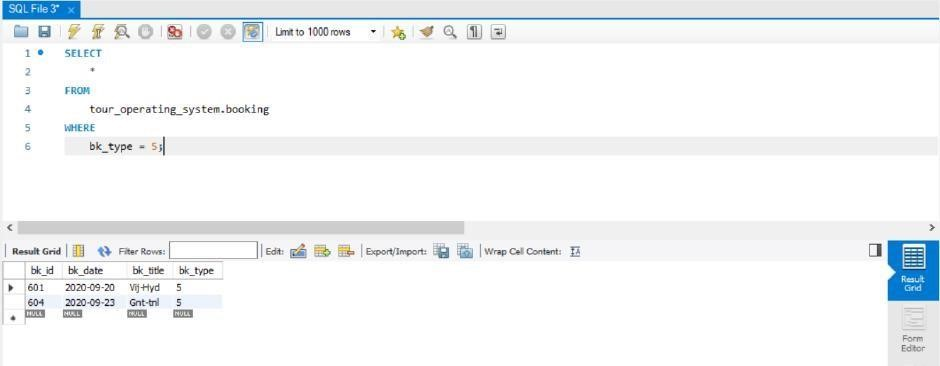 SQL File 3*
Limit to 1000 rows
1 SELECT
2 *
3 FROM
4 tour_operating_system.booking
5 WHERE
6 bk_type = 5;
Result Grid Filter Rows: Edit: Export/Import: Wrap Cell Content:
bk_id bk_date bk_title bk_type
601 2020-09-20 Vij-Hyd 5
604 2020-09-23 Gnt-tnl 5
NULL NULL NULL NULL
Result
Grid
Form
Editor